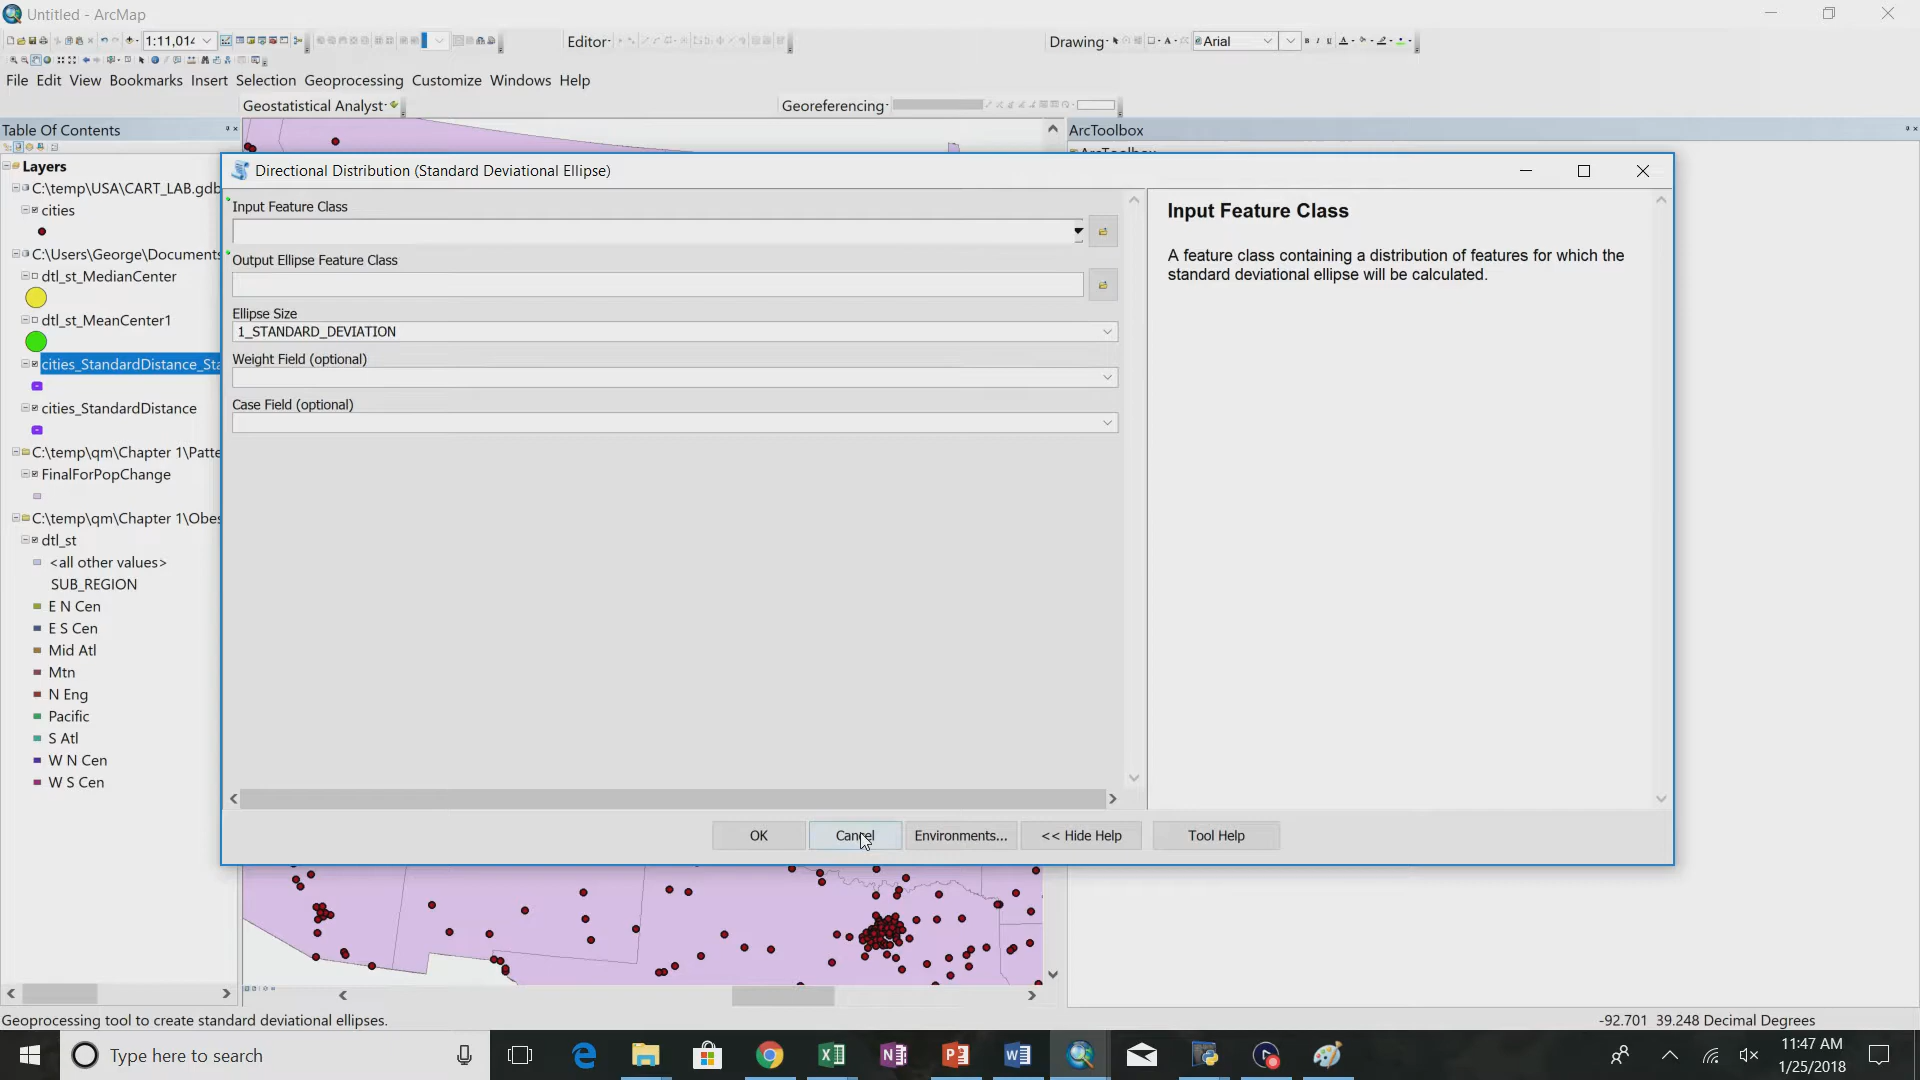 Untitled - ArcMap
1:11,014
Editor
Drawing
Arial
File Edit View Bookmarks Insert Selection Geoprocessing Customize Windows Help
Geostatistical Analyst
Georeferencing
Table Of Contents
ArcToolbox
ArcToolbox
Layers
C:\temp\USA\CART_LAB.gdb
cities
C:\Users\George\Documents
dtl_st_MedianCenter
dtl_st_MeanCenter1
cities_StandardDistance_Sta
cities_StandardDistance
C:\temp\qm\Chapter 1\Patte
FinalForPopChange
C:\temp\qm\Chapter 1\Obes
dtl_st
<all other values>
SUB_REGION
E N Cen
E S Cen
Mid Atl
Mtn
N Eng
Pacific
S Atl
W N Cen
W S Cen
Directional Distribution (Standard Deviational Ellipse)
Input Feature Class
Output Ellipse Feature Class
Ellipse Size
1_STANDARD_DEVIATION
Weight Field (optional)
Case Field (optional)
Input Feature Class
A feature class containing a distribution of features for which the
standard deviational ellipse will be calculated.
OK
Cancel
Environments...
<< Hide Help
Tool Help
Geoprocessing tool to create standard deviational ellipses.
-92.701 39.248 Decimal Degrees
Type here to search
11:47 AM
1/25/2018